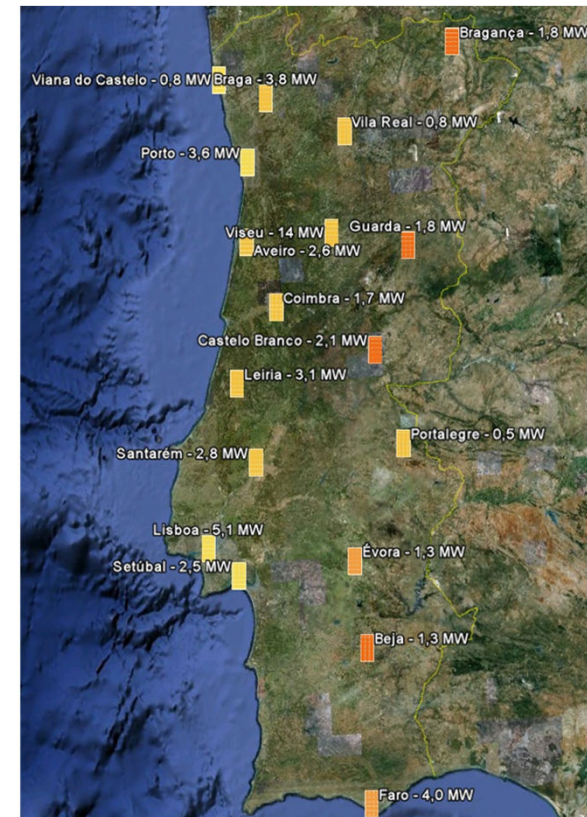 Bragança - 1,8 MW
Viana do Castelo - 0,8 MW Braga - 3,8 MW
Vila Real - 0,8 MW
Porto - 3,6 MW
Viseu - 14 MW Guarda - 1,8 MW
Aveiro - 2,6 MW
Coimbra - 1,7 MW
Castelo Branco - 2,1 MW
Leiria - 3,1 MW
Portalegre - 0,5 MW
Santarém - 2,8 MW
Lisboa - 5,1 MW
Évora - 1,3 MW
Setúbal - 2,5 MW
Beja - 1,3 MW
Faro - 4,0 MW